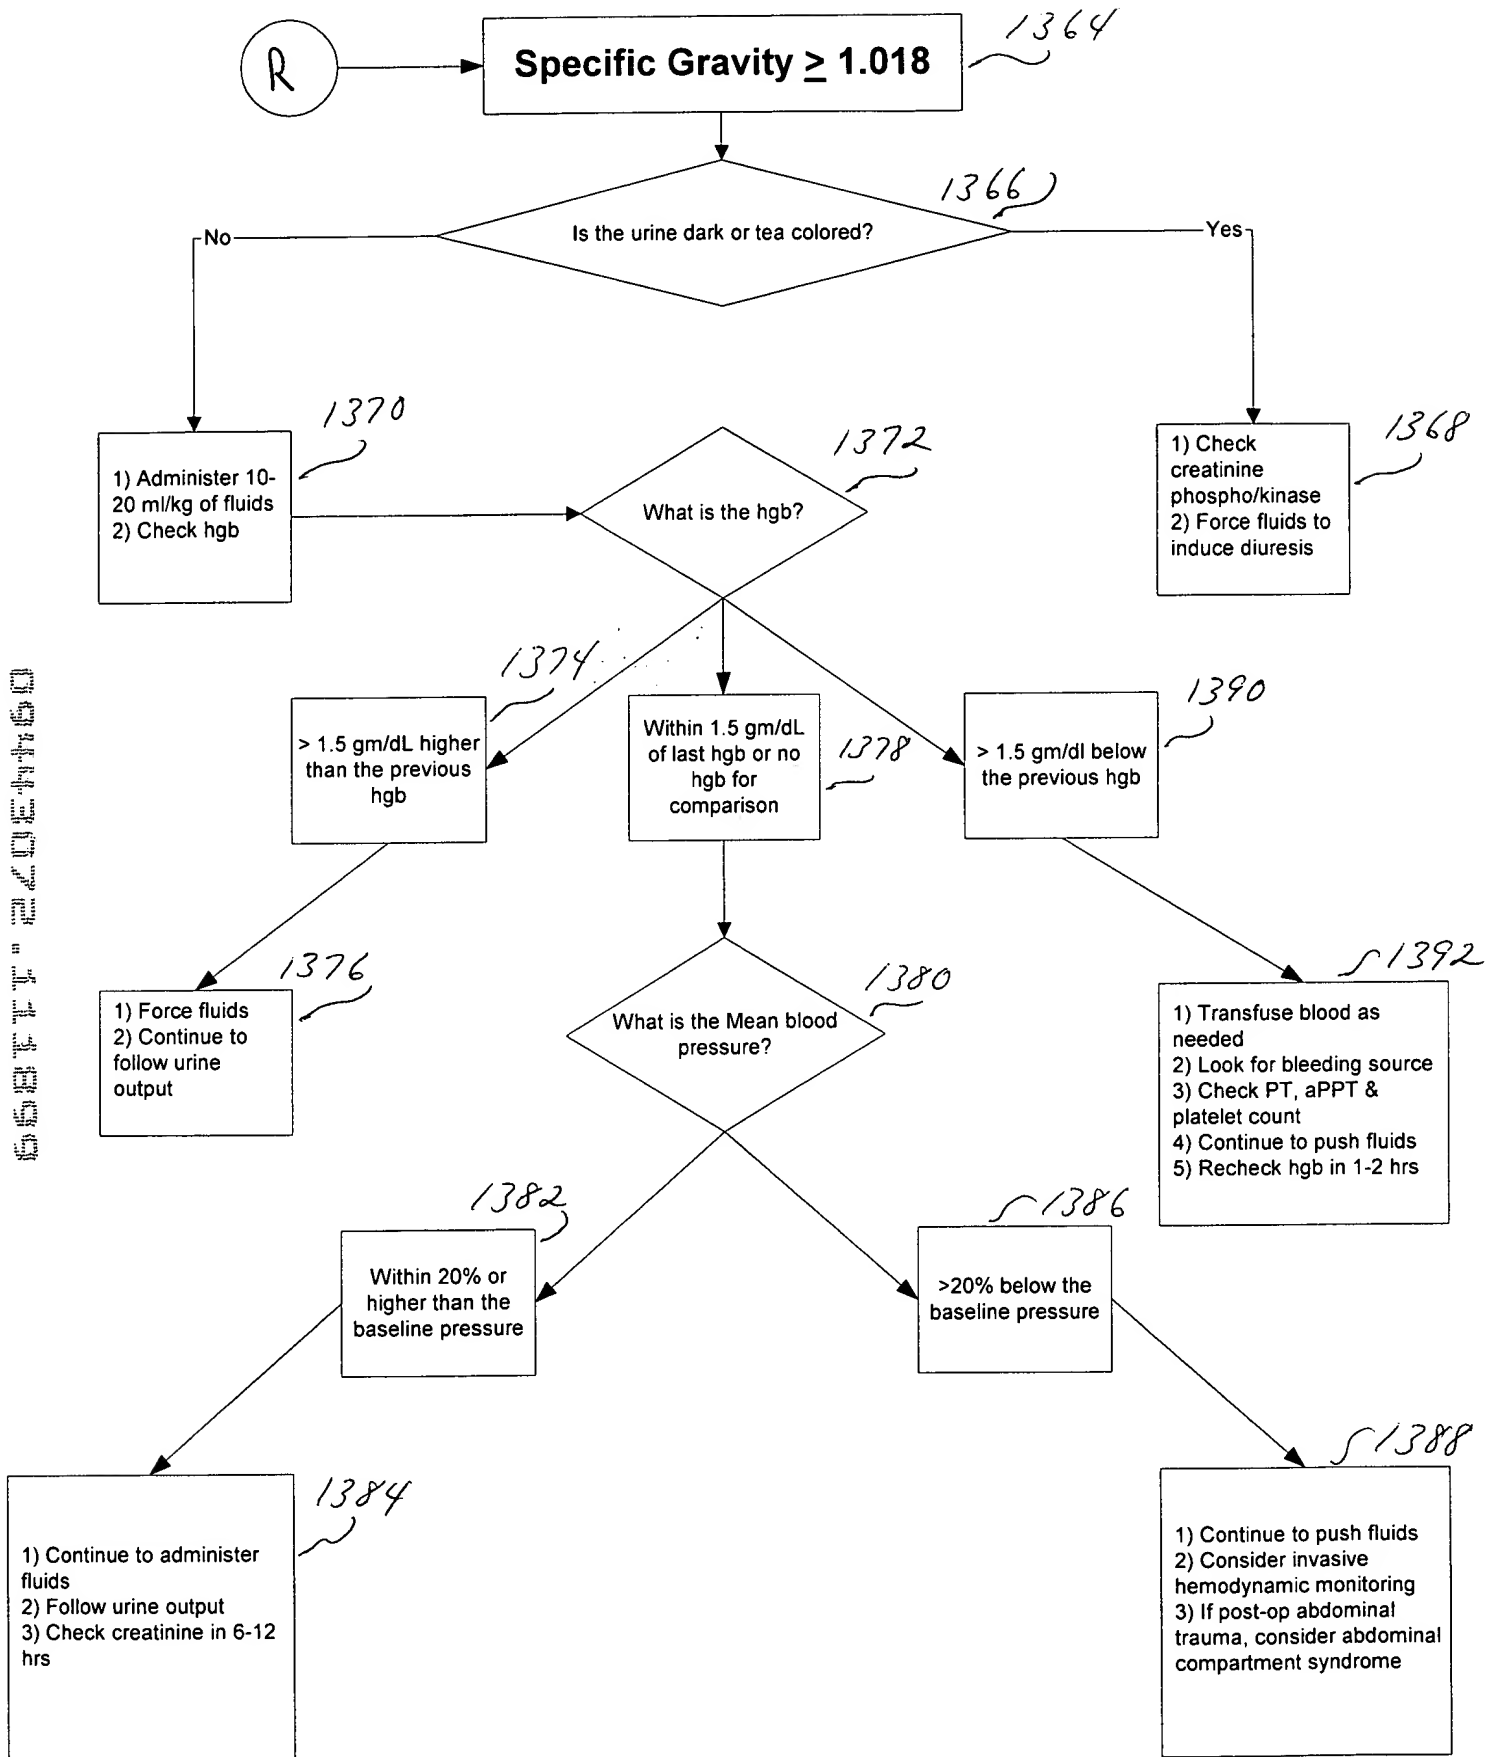 1364
R
Specific Gravity ≥ 1.018
1366
Is the urine dark or tea colored?
No
Yes
1370
1) Administer 10-
20 ml/kg of fluids
2) Check hgb
1372
What is the hgb?
1368
1) Check
creatinine
phospho/kinase
2) Force fluids to
induce diuresis
1374
> 1.5 gm/dL higher
than the previous
hgb
Within 1.5 gm/dL
of last hgb or no
hgb for
comparison
1378
1390
> 1.5 gm/dl below
the previous hgb
1376
1) Force fluids
2) Continue to
follow urine
output
1380
What is the Mean blood
pressure?
1392
1) Transfuse blood as
needed
2) Look for bleeding source
3) Check PT, aPPT &
platelet count
4) Continue to push fluids
5) Recheck hgb in 1-2 hrs
1382
Within 20% or
higher than the
baseline pressure
1386
>20% below the
baseline pressure
1384
1) Continue to administer
fluids
2) Follow urine output
3) Check creatinine in 6-12
hrs
1388
1) Continue to push fluids
2) Consider invasive
hemodynamic monitoring
3) If post-op abdominal
trauma, consider abdominal
compartment syndrome
09443072.111899